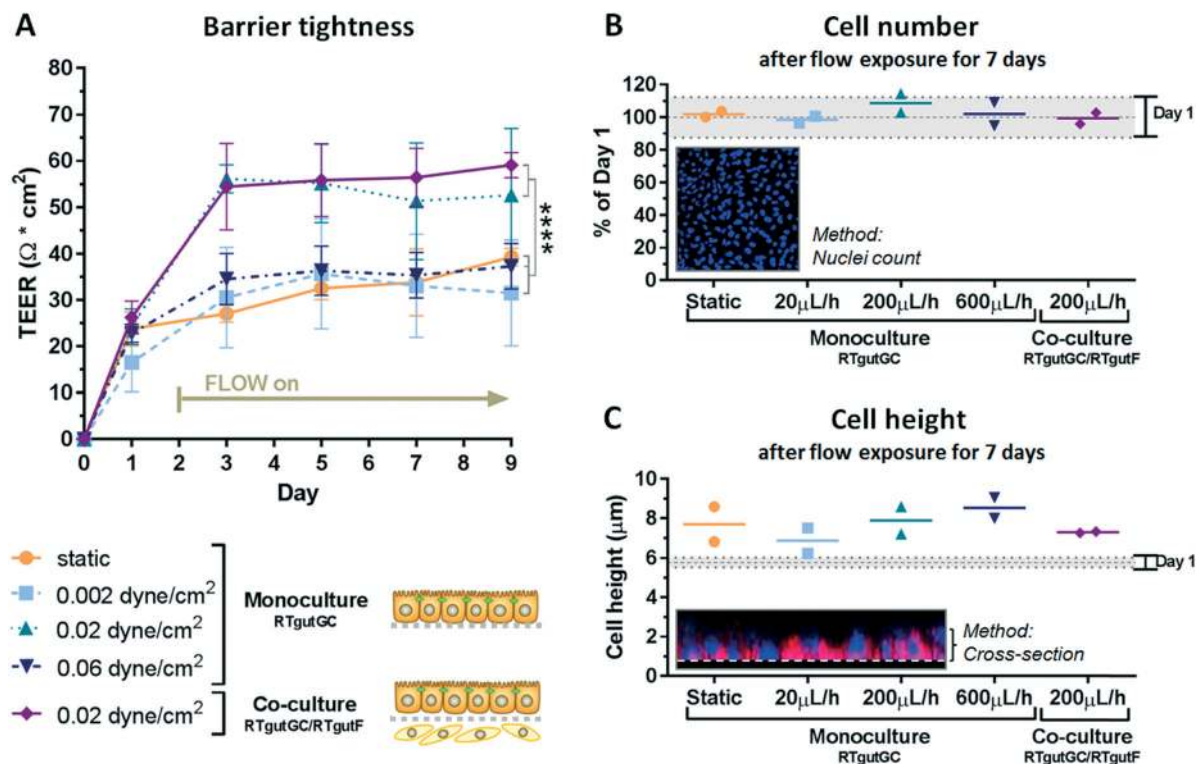 A
Barrier tightness
TEER (Ω * cm²)
80
70
60
50
40
30
20
10
0
****
FLOW on
0 1 2 3 4 5 6 7 8 9
Day
static
0.002 dyne/cm²
0.02 dyne/cm²
0.06 dyne/cm²
Monoculture
RTgutGC
0.02 dyne/cm²
Co-culture
RTgutGC/RTgutF
B
Cell number
after flow exposure for 7 days
% of Day 1
120
100
80
60
40
20
0
Day 1
Method:
Nuclei count
Static 20μL/h 200μL/h 600μL/h 200μL/h
Monoculture Co-culture
RTgutGC RTgutGC/RTgutF
C
Cell height
after flow exposure for 7 days
Cell height (μm)
10
8
6
4
2
0
Day 1
Method:
Cross-section
Static 20μL/h 200μL/h 600μL/h 200μL/h
Monoculture Co-culture
RTgutGC RTgutGC/RTgutF